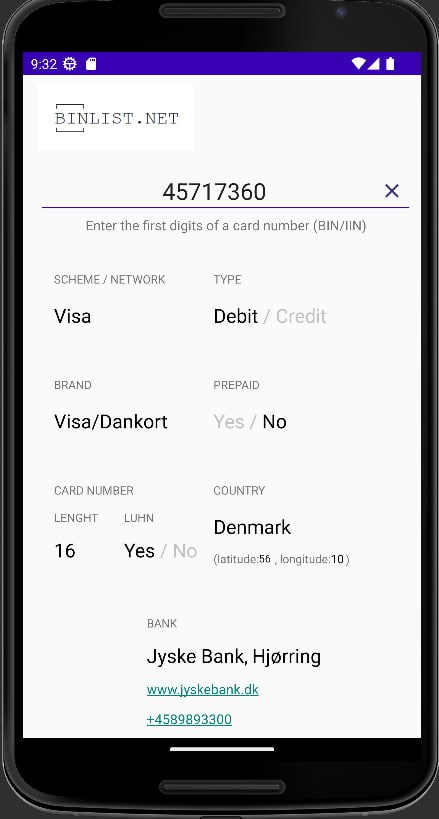 9:32
BINLIST.NET
45717360
Enter the first digits of a card number (BIN/IIN)
SCHEME / NETWORK
TYPE
Visa
Debit / Credit
BRAND
PREPAID
Visa/Dankort
Yes / No
CARD NUMBER
COUNTRY
LENGHT
LUHN
Denmark
16
Yes / No
(latitude:56 , longitude:10 )
BANK
Jyske Bank, Hjørring
www.jyskebank.dk
+4589893300